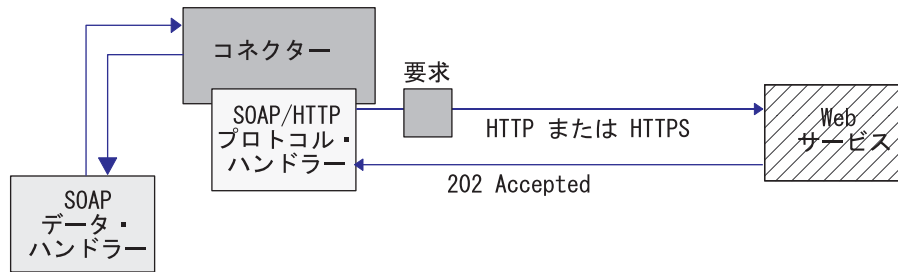 コネクター
要求
SOAP/HTTP
プロトコル・
ハンドラー
HTTP または HTTPS
Web
サービス
202 Accepted
SOAP
データ・
ハンドラー